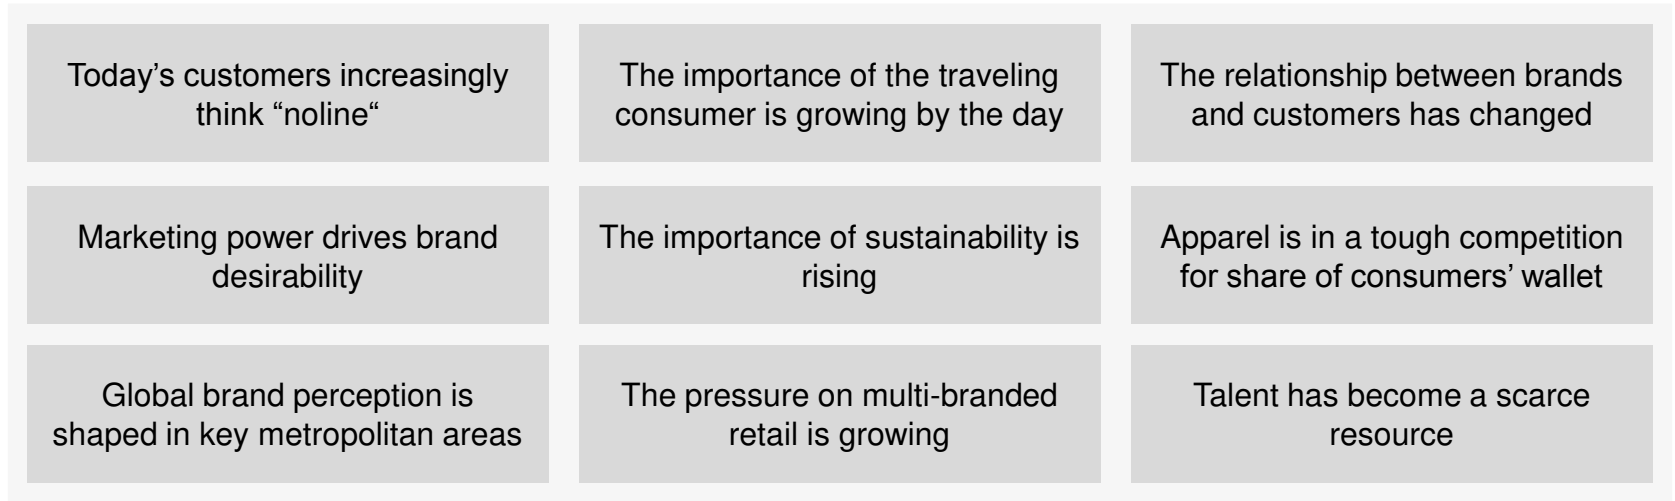 Today’s customers increasingly
think “noline“
The importance of the traveling
consumer is growing by the day
The relationship between brands
and customers has changed
Marketing power drives brand
desirability
The importance of sustainability is
rising
Apparel is in a tough competition
for share of consumers’ wallet
Global brand perception is
shaped in key metropolitan areas
The pressure on multi-branded
retail is growing
Talent has become a scarce
resource